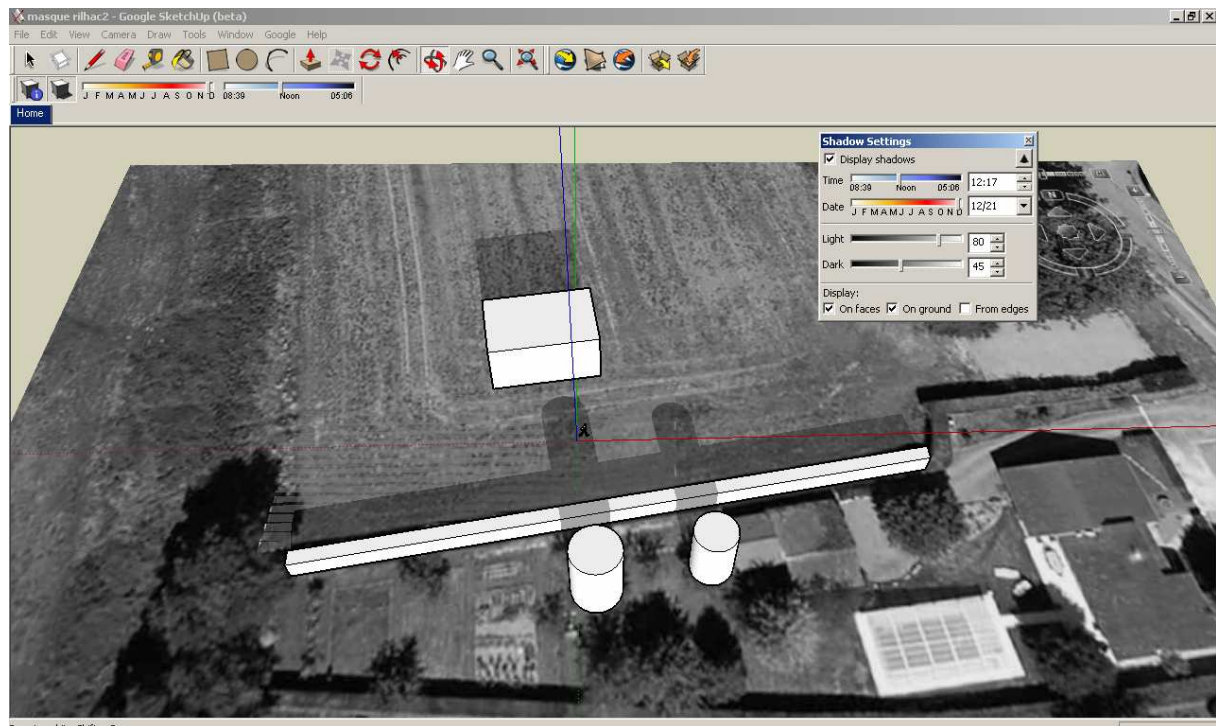 masque rilhac2 - Google SketchUp (beta)
File Edit View Camera Draw Tools Window Google Help
J F M A M J J A S O N D 08:39 Noon 05:06
Home
Shadow Settings
Display shadows
Time 08:39 Noon 05:06 12:17
Date J F M A M J J A S O N D 12/21
Light 80
Dark 45
Display:
On faces On ground From edges
N